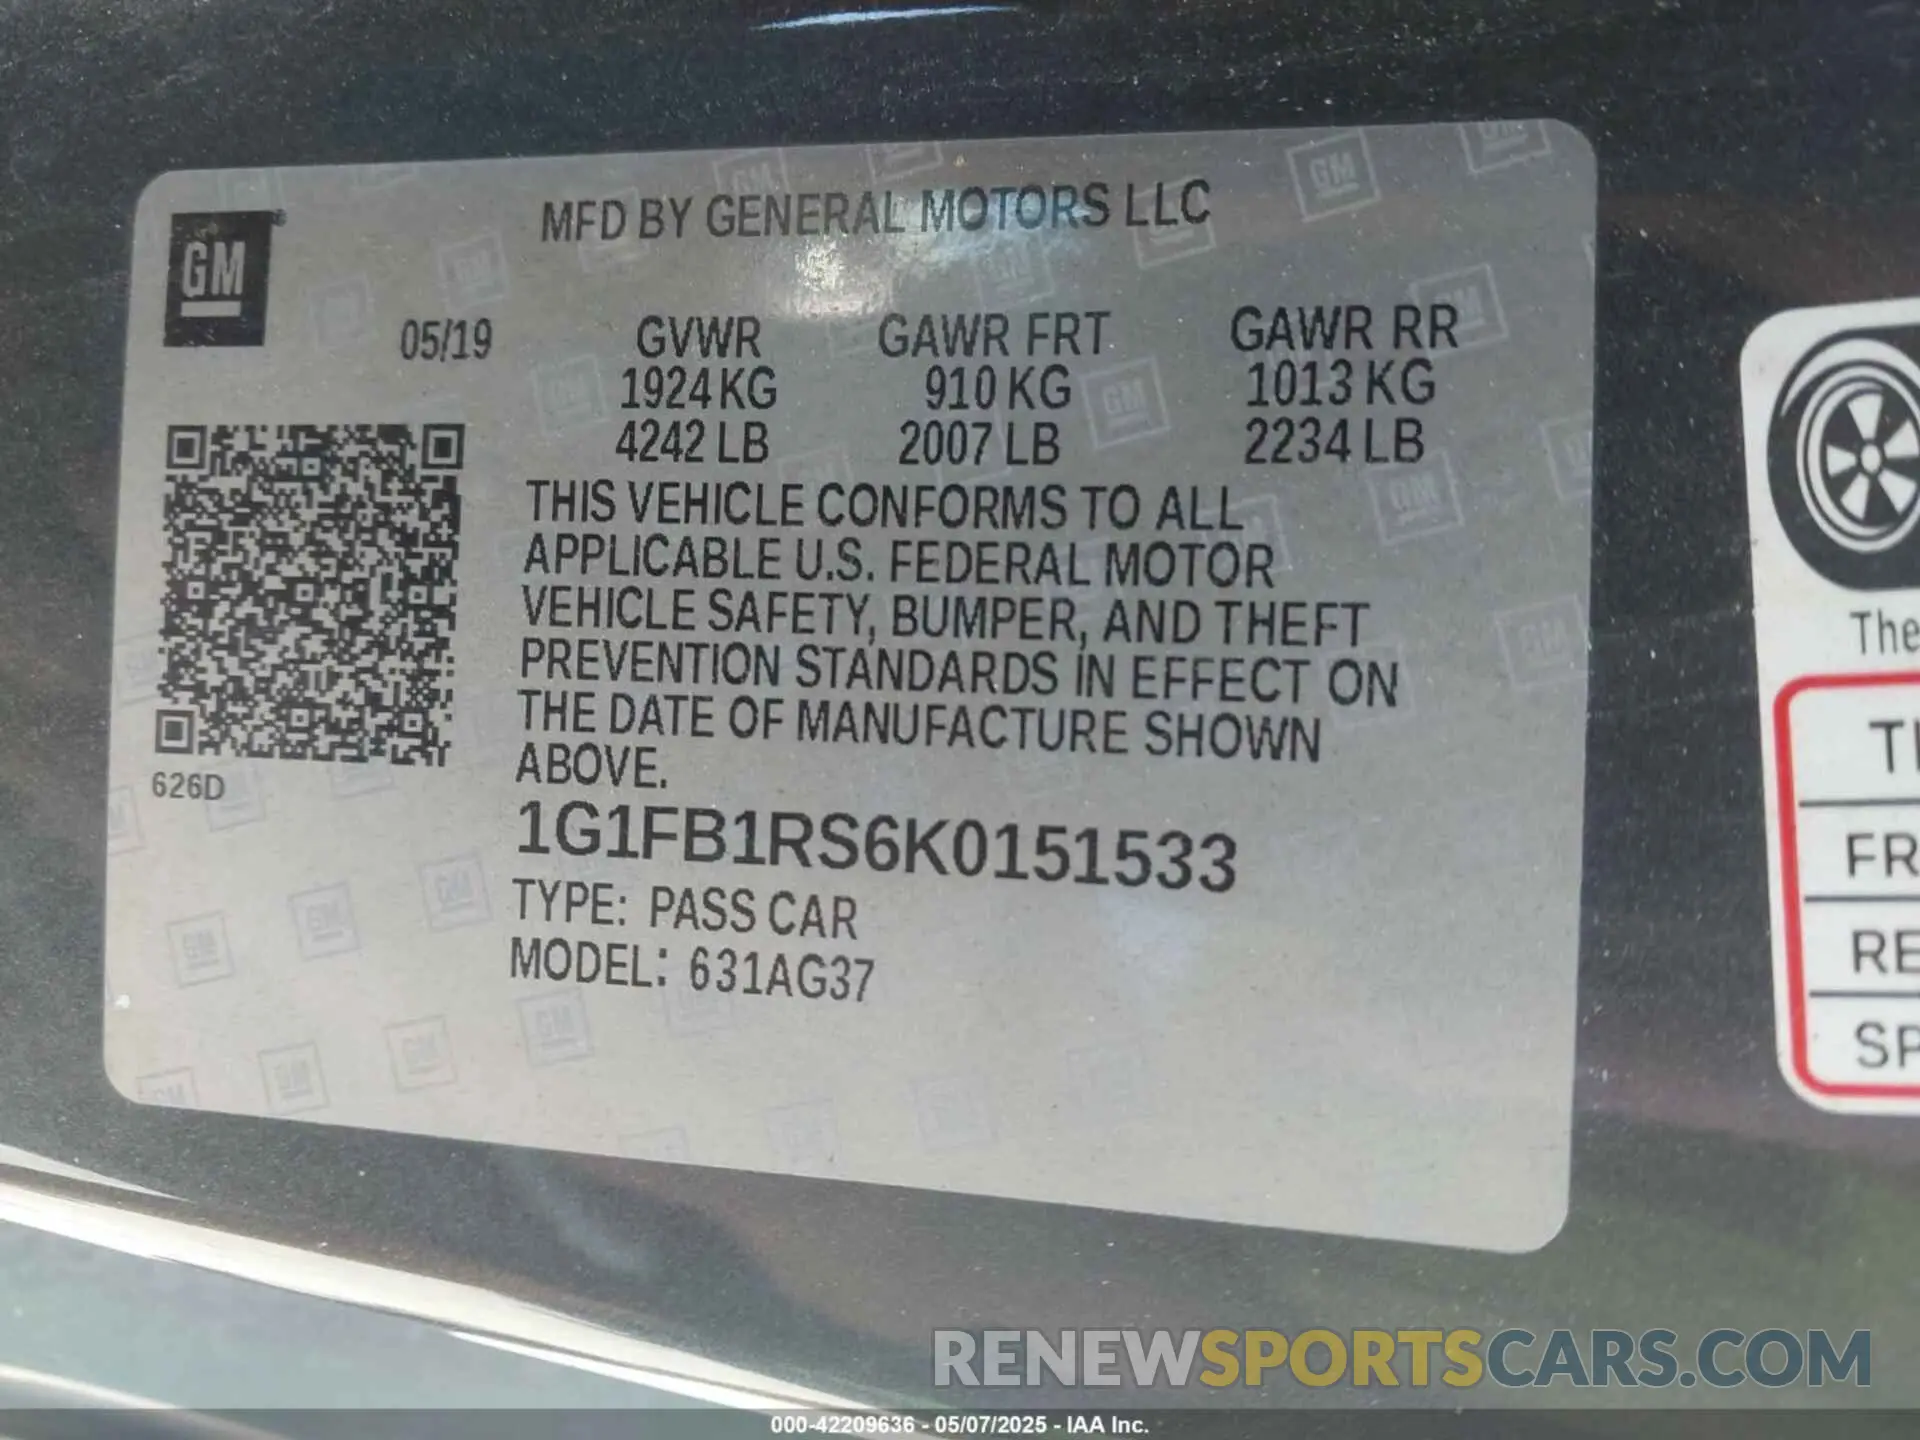 MFD BY GENERAL MOTORS LLC
GM
05/19 GVWR GAWR FRT GAWR RR
1924 KG 910 KG 1013 KG
4242 LB 2007 LB 2234 LB
THIS VEHICLE CONFORMS TO ALL
APPLICABLE U.S. FEDERAL MOTOR
VEHICLE SAFETY, BUMPER, AND THEFT
PREVENTION STANDARDS IN EFFECT ON
THE DATE OF MANUFACTURE SHOWN
ABOVE.
626D
1G1FB1RS6K0151533
TYPE: PASS CAR
MODEL: 631AG37
The
FR
RE
SP
RENEWSPORTSCARS.COM
000-42209636 - 05/07/2025 - IAA Inc.